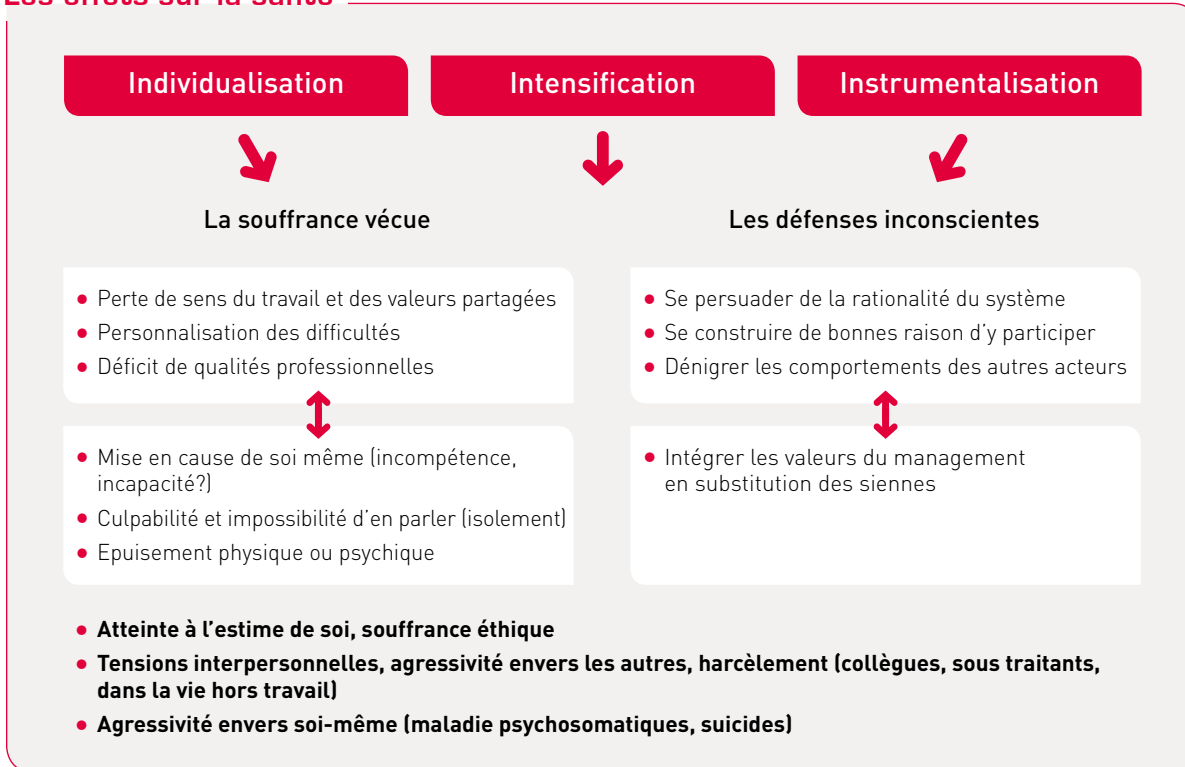 Les effets sur la santé
Individualisation
Intensification
Instrumentalisation
La souffrance vécue
Les défenses inconscientes
• Perte de sens du travail et des valeurs partagées
• Personnalisation des difficultés
• Déficit de qualités professionnelles
• Se persuader de la rationalité du système
• Se construire de bonnes raison d'y participer
• Dénigrer les comportements des autres acteurs
• Mise en cause de soi même (incompétence,
incapacité?)
• Culpabilité et impossibilité d'en parler (isolement)
• Epuisement physique ou psychique
• Intégrer les valeurs du management
en substitution des siennes
• Atteinte à l'estime de soi, souffrance éthique
• Tensions interpersonnelles, agressivité envers les autres, harcèlement (collègues, sous traitants,
dans la vie hors travail)
• Agressivité envers soi-même (maladie psychosomatiques, suicides)